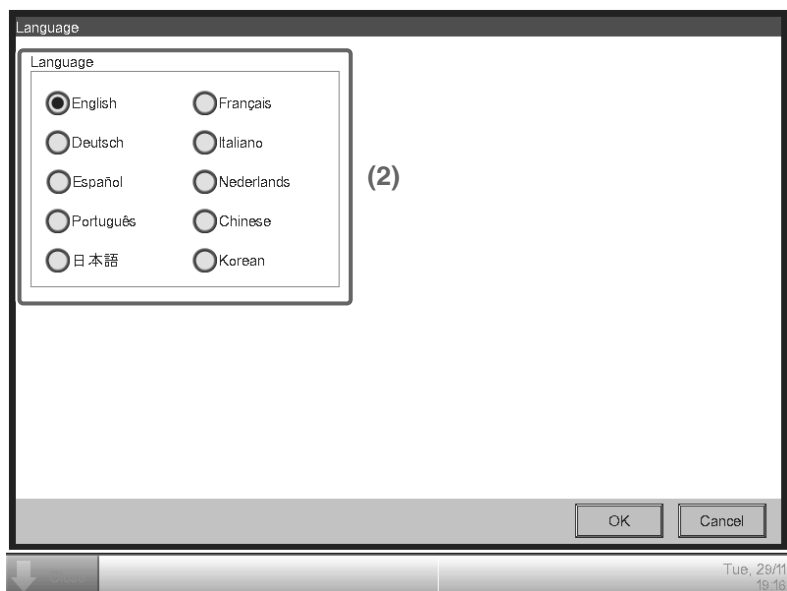 Language
Language
English Français
Deutsch Italiano
Español Nederlands
Português Chinese
日本語 Korean
(2)
OK Cancel
Close
Tue, 29/11
19:16